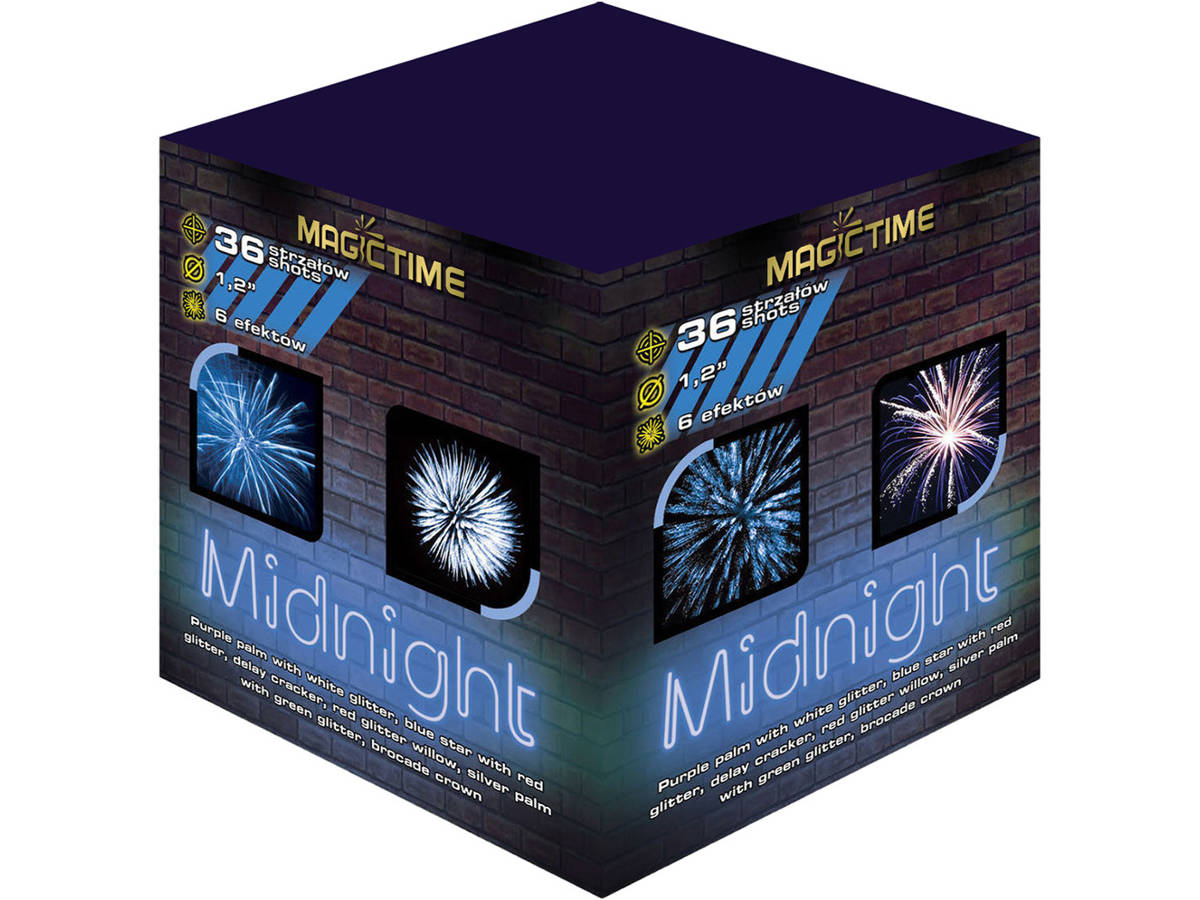 MAGICTIME
36 strzałów
shots
1,2”
6 efektów
Midnight
Purple palm with white glitter, blue star with red
glitter, delay cracker, red glitter willow, silver palm
with green glitter, brocade crown
MAGICTIME
36 strzałów
shots
1,2”
6 efektów
Midnight
Purple palm with white glitter, blue star with red
glitter, delay cracker, red glitter willow, silver palm
with green glitter, brocade crown